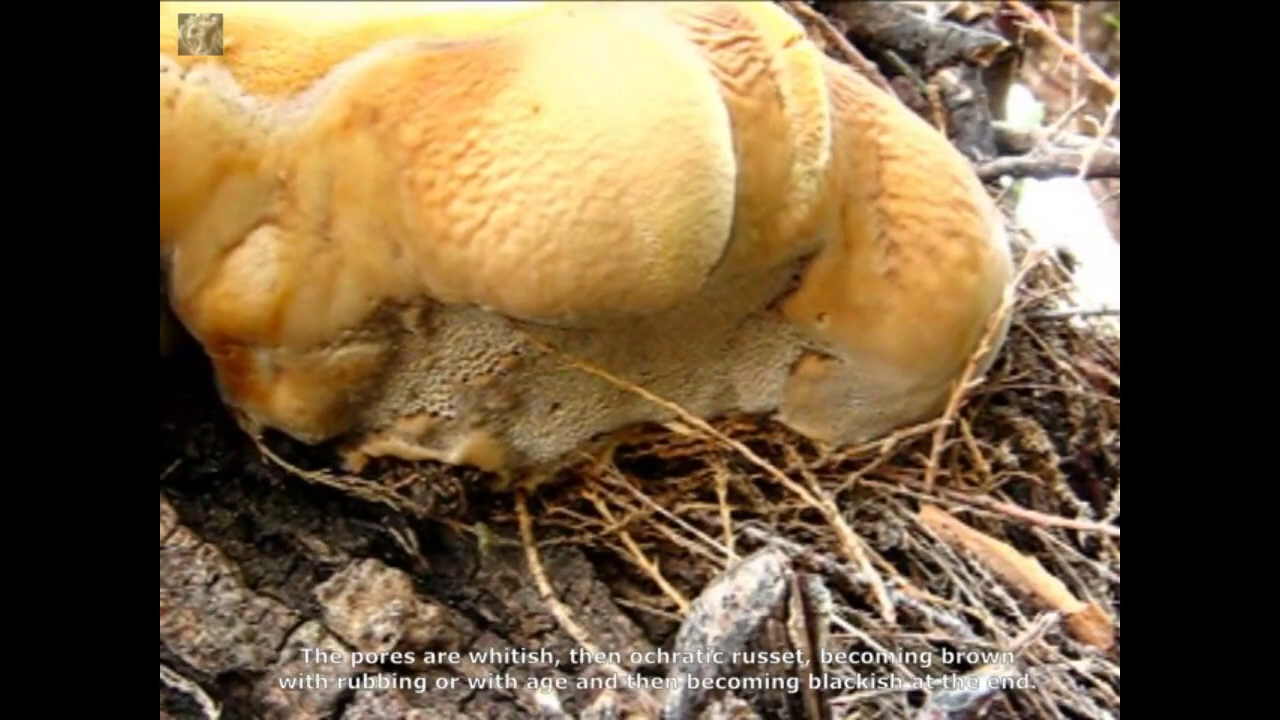 The pores are whitish, then ochratic russet, becoming brown
with rubbing or with age and then becoming blackish at the end.